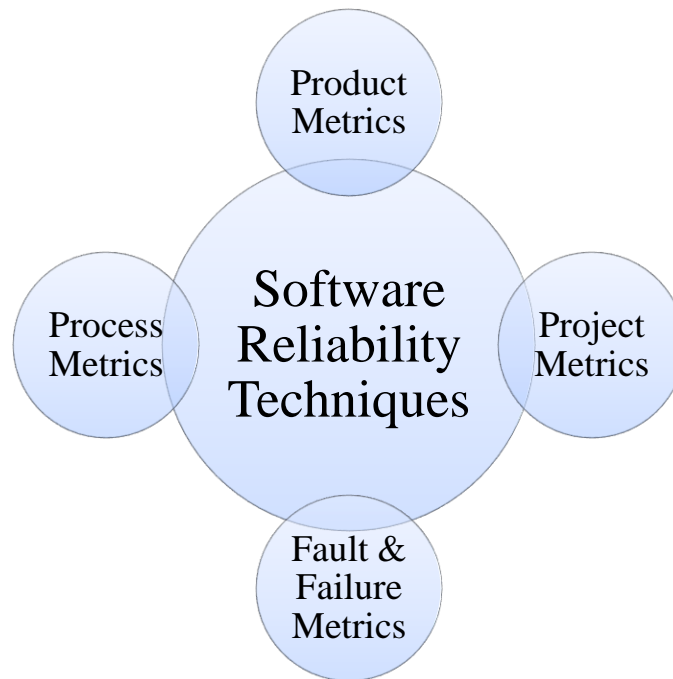 Product
Metrics
Process
Metrics
Software
Reliability
Techniques
Project
Metrics
Fault &
Failure
Metrics